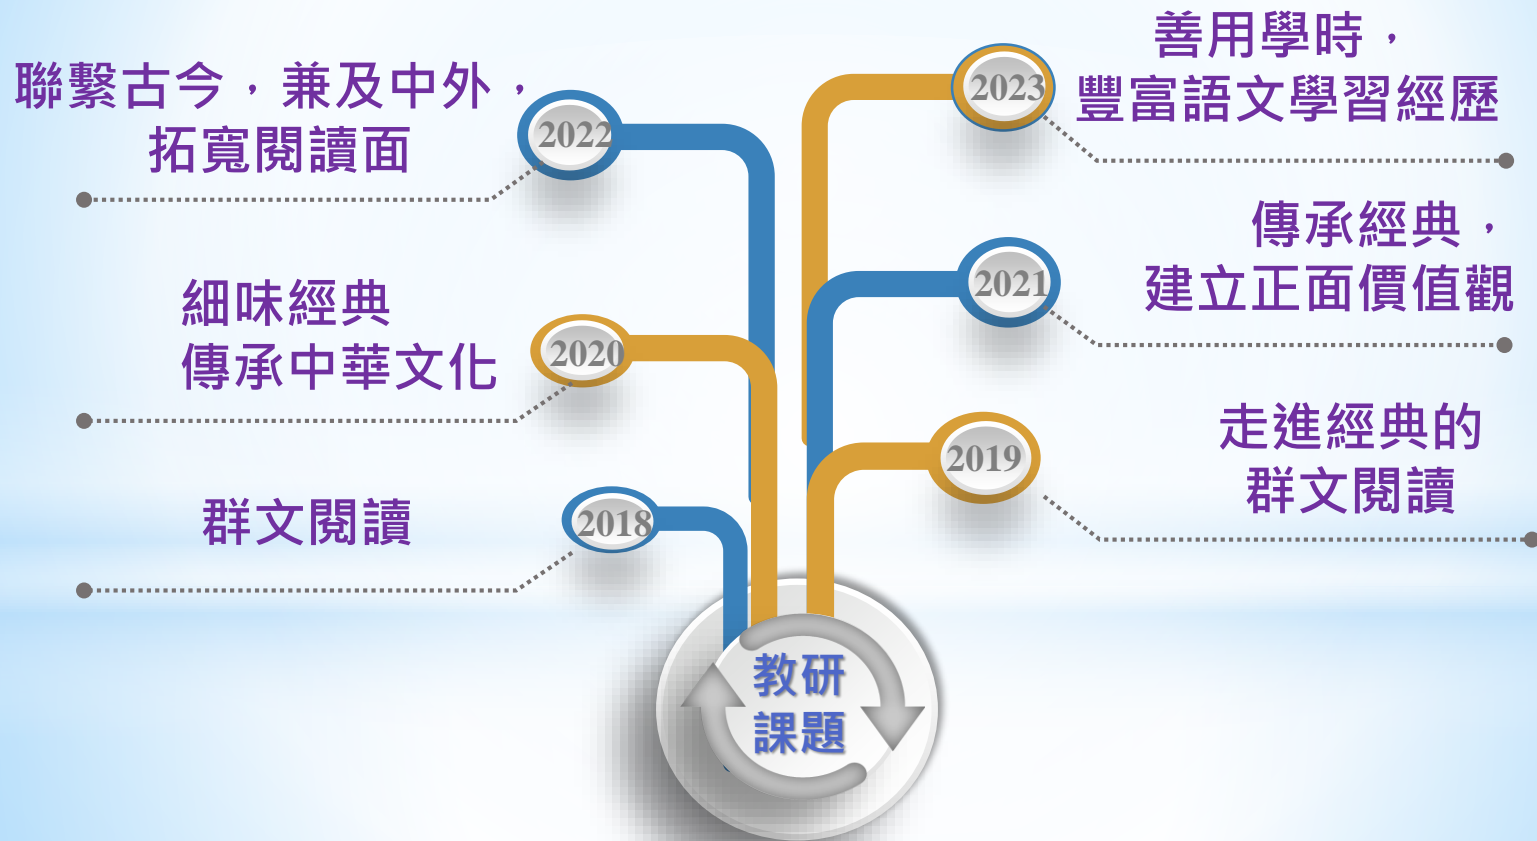 聯繫古今，兼及中外，
拓寬閱讀面
2022
善用學時，
豐富語文學習經歷
2023
細味經典
傳承中華文化
2020
傳承經典，
建立正面價值觀
2021
群文閱讀
2018
走進經典的
群文閱讀
2019
教研
課題